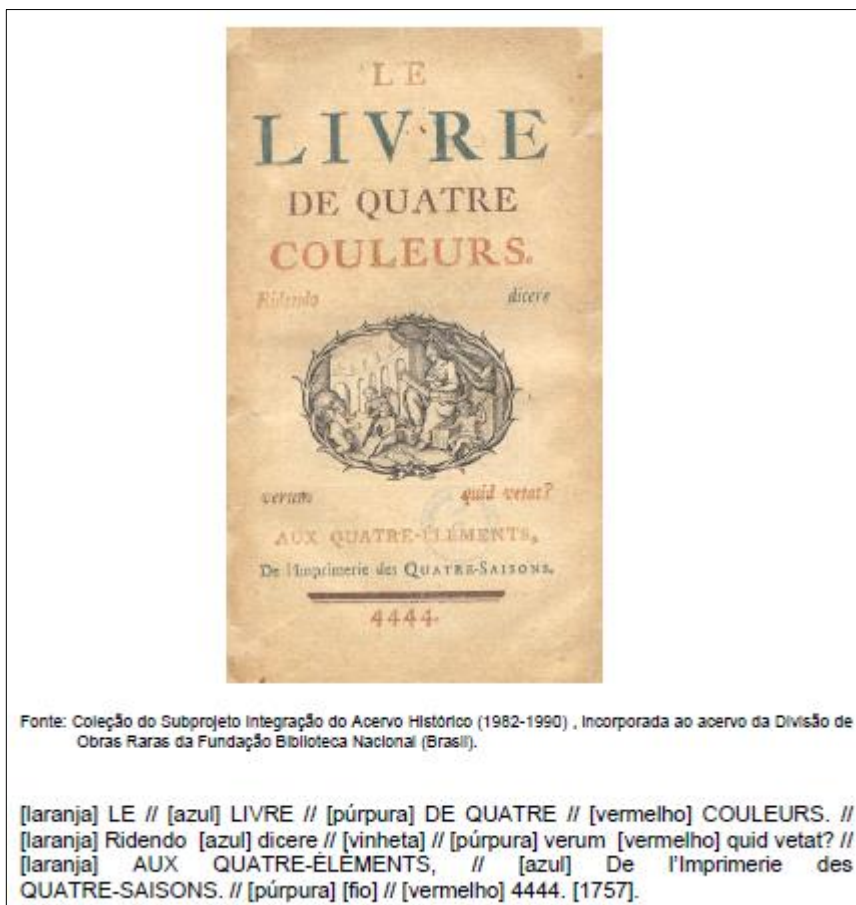 LE
LIVRE
DE QUATRE
COULEURS.
Ridendo dicere
verum quid vetat?
AUX QUATRE-ÉLÉMENTS,
De l'Imprimerie des QUATRE-SAISONS.
4444.
Fonte: Coleção do Subprojeto Integração do Acervo Histórico (1982-1990) , incorporada ao acervo da Divisão de
Obras Raras da Fundação Biblioteca Nacional (Brasil).
[laranja] LE // [azul] LIVRE // [púrpura] DE QUATRE // [vermelho] COULEURS. //
[laranja] Ridendo [azul] dicere // [vinheta] // [púrpura] verum [vermelho] quid vetat? //
[laranja] AUX QUATRE-ÉLÉMENTS, // [azul] De l'Imprimerie des
QUATRE-SAISONS. // [púrpura] [fio] // [vermelho] 4444. [1757].